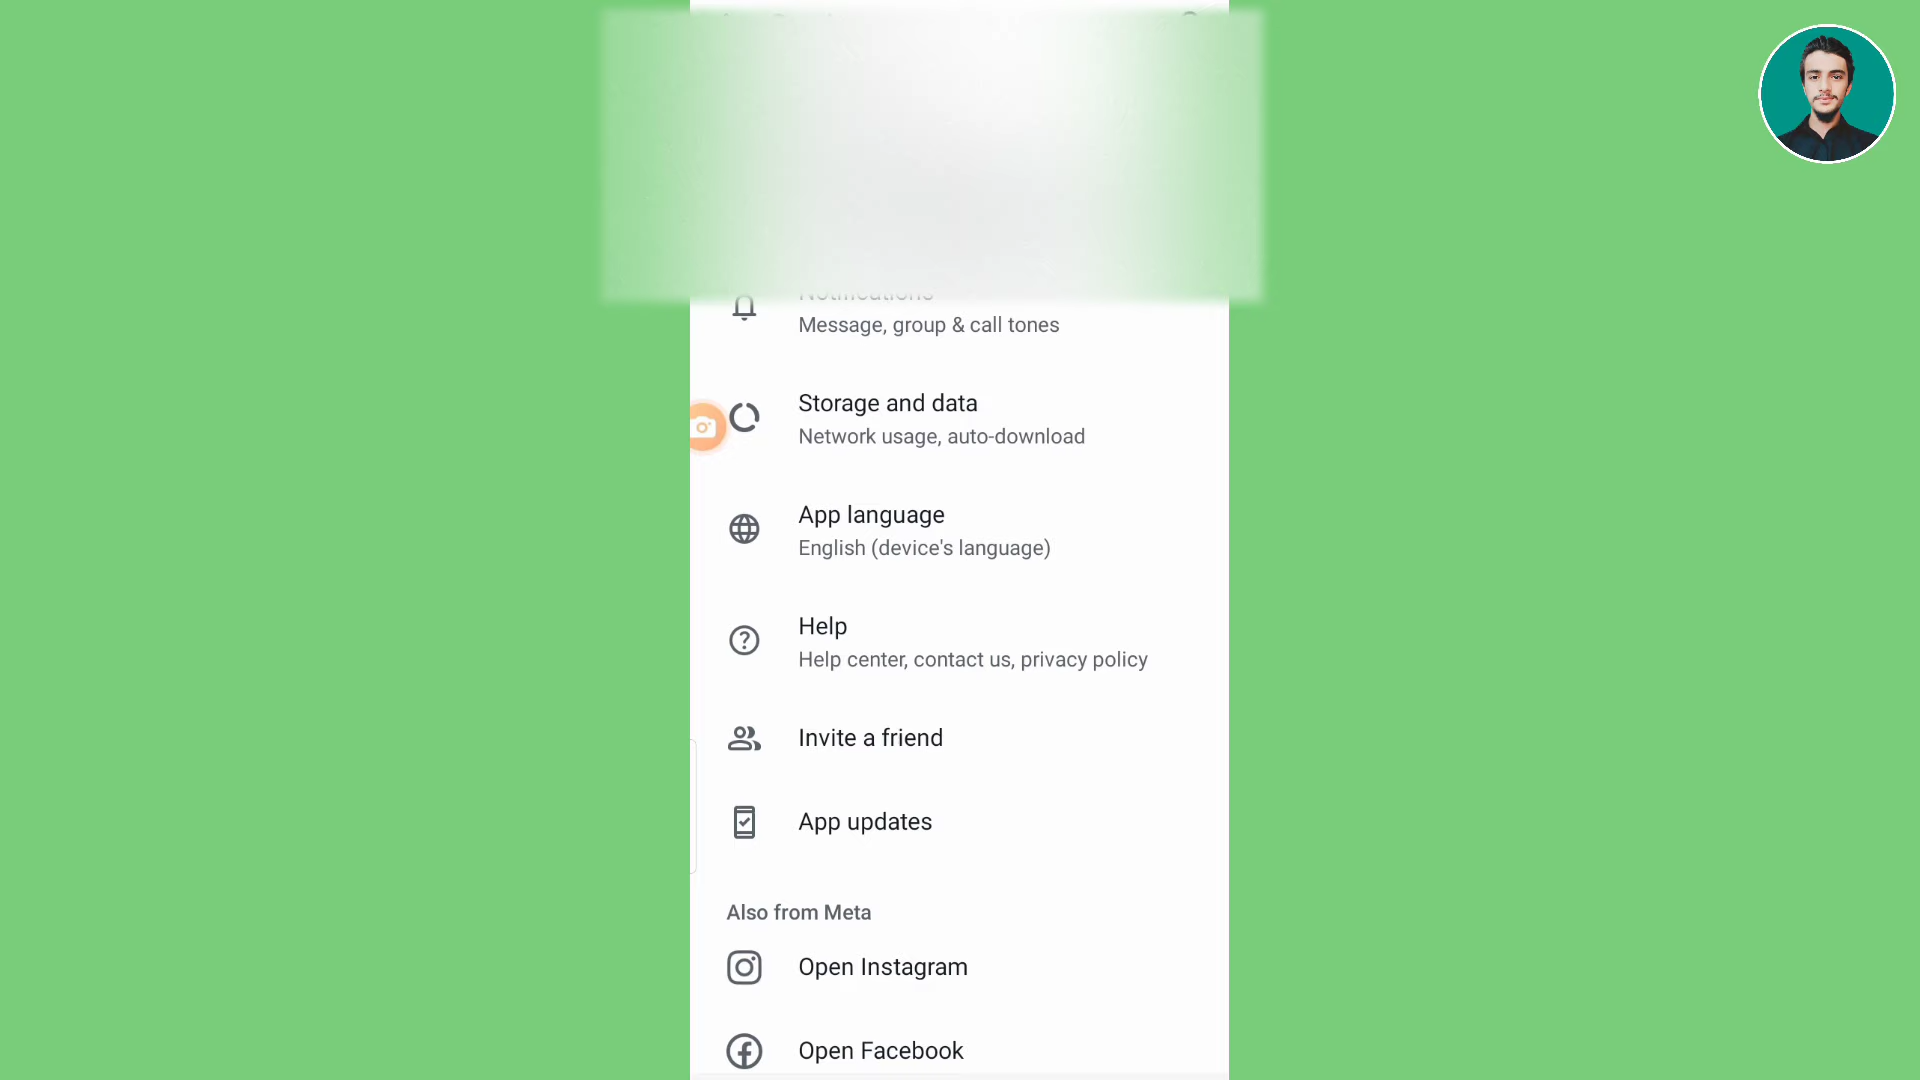 Notifications
Message, group & call tones
Storage and data
Network usage, auto-download
App language
English (device's language)
Help
Help center, contact us, privacy policy
Invite a friend
App updates
Also from Meta
Open Instagram
Open Facebook